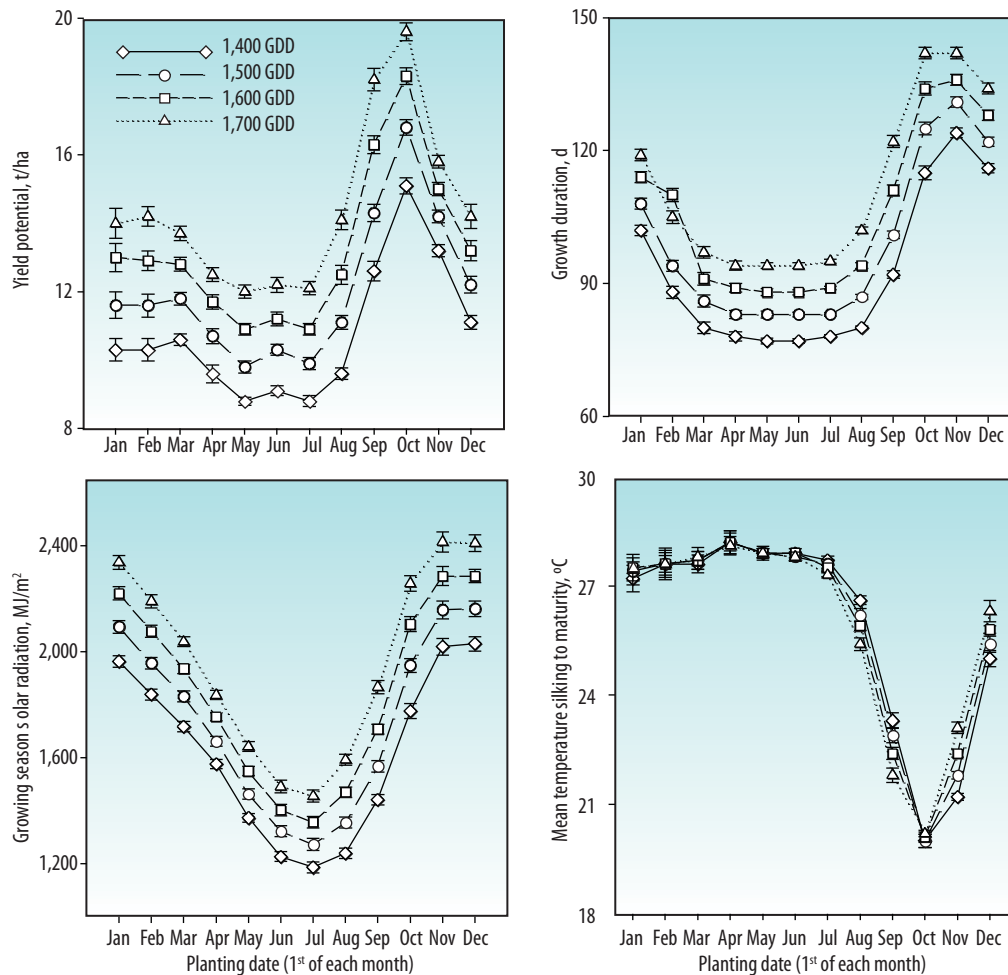 20
16
12
8
Yield potential, t/ha
1,400 GDD
1,500 GDD
1,600 GDD
1,700 GDD
Jan Feb Mar Apr May Jun Jul Aug Sep Oct Nov Dec
150
120
90
60
Growth duration, d
Jan Feb Mar Apr May Jun Jul Aug Sep Oct Nov Dec
2,400
2,000
1,600
1,200
Growing season s olar radiation, MJ/m²
Jan Feb Mar Apr May Jun Jul Aug Sep Oct Nov Dec
Planting date (1st of each month)
30
27
24
21
18
Mean temperature silking to maturity, ºC
Jan Feb Mar Apr May Jun Jul Aug Sep Oct Nov Dec
Planting date (1st of each month)